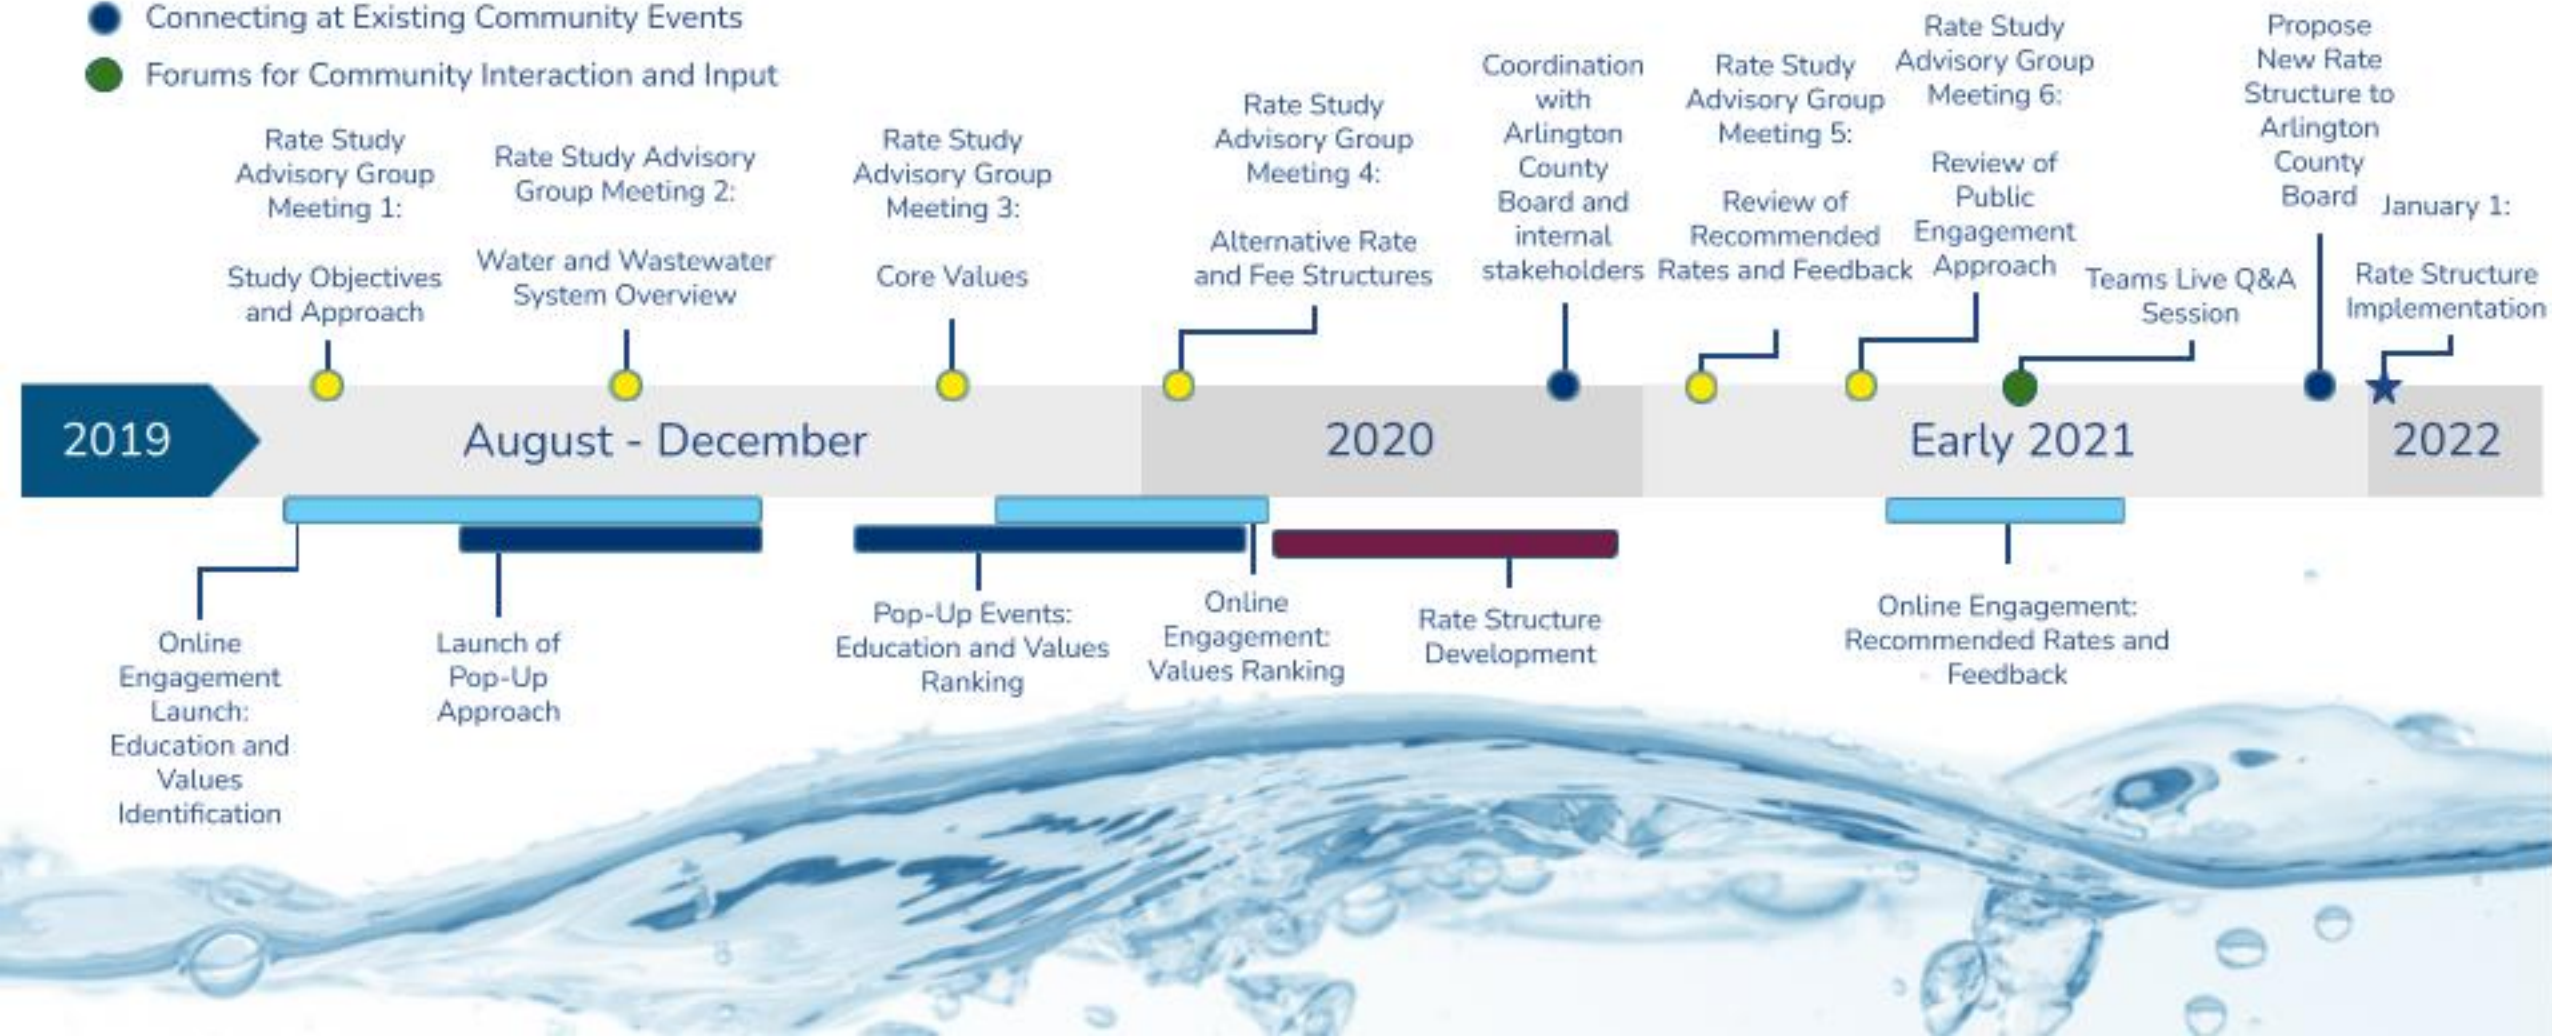 Connecting at Existing Community Events
Forums for Community Interaction and Input
Rate Study
Advisory Group
Meeting 1:
Study Objectives
and Approach
Rate Study Advisory
Group Meeting 2:
Water and Wastewater
System Overview
Rate Study
Advisory Group
Meeting 3:
Core Values
Rate Study
Advisory Group
Meeting 4:
Alternative Rate
and Fee Structures
Coordination
with
Arlington
County
Board and
internal
stakeholders
Rate Study
Advisory Group
Meeting 5:
Review of
Recommended
Rates and Feedback
Rate Study
Advisory Group
Meeting 6:
Review of
Public
Engagement
Approach
Teams Live Q&A
Session
Propose
New Rate
Structure to
Arlington
County
Board
January 1:
Rate Structure
Implementation
2019
August - December
2020
Early 2021
2022
Online
Engagement
Launch:
Education and
Values
Identification
Launch of
Pop-Up
Approach
Pop-Up Events:
Education and Values
Ranking
Online
Engagement:
Values Ranking
Rate Structure
Development
Online Engagement:
Recommended Rates and
Feedback